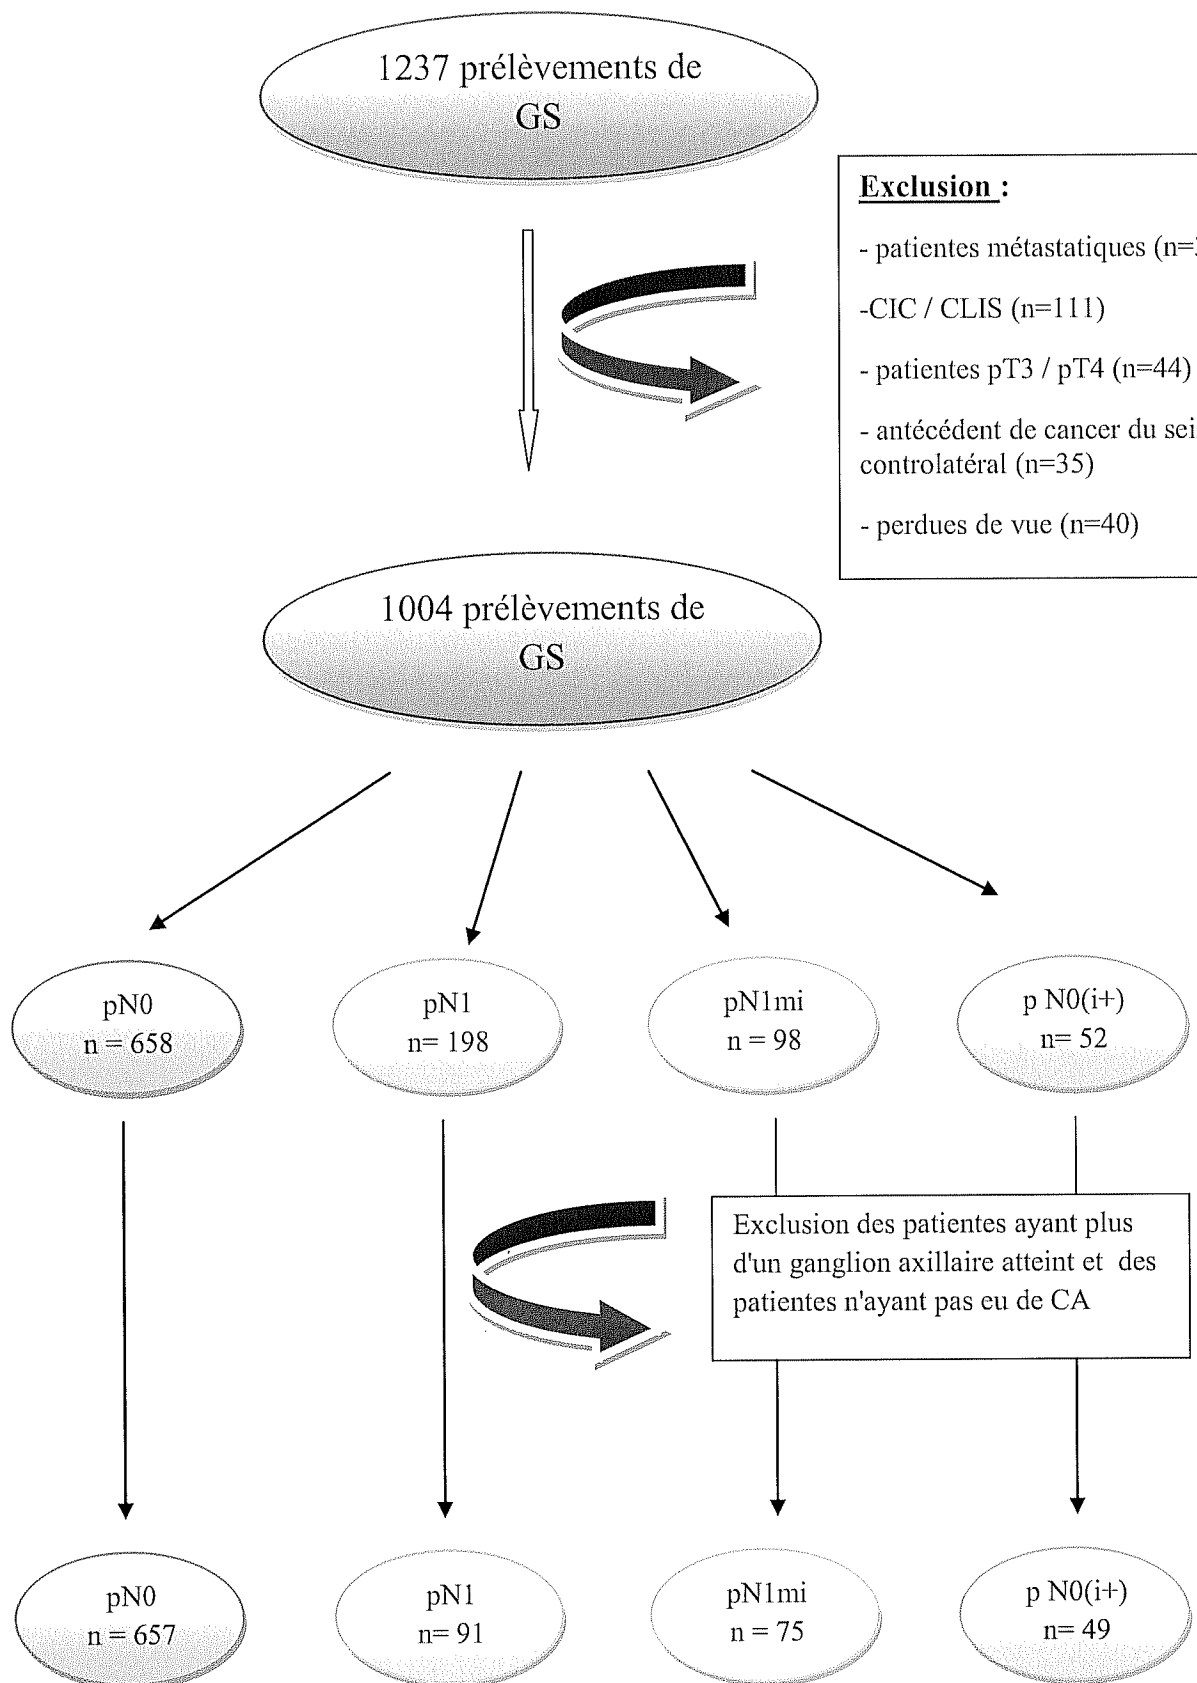 1237 prélèvements de
GS
Exclusion :
- patientes métastatiques (n=
-CIC / CLIS (n=111)
- patientes pT3 / pT4 (n=44)
- antécédent de cancer du sei
controlatéral (n=35)
- perdues de vue (n=40)
1004 prélèvements de
GS
pN0
n = 658
pN1
n= 198
pN1mi
n = 98
p N0(i+)
n= 52
Exclusion des patientes ayant plus
d'un ganglion axillaire atteint et des
patientes n'ayant pas eu de CA
pN0
n = 657
pN1
n= 91
pN1mi
n = 75
p N0(i+)
n= 49